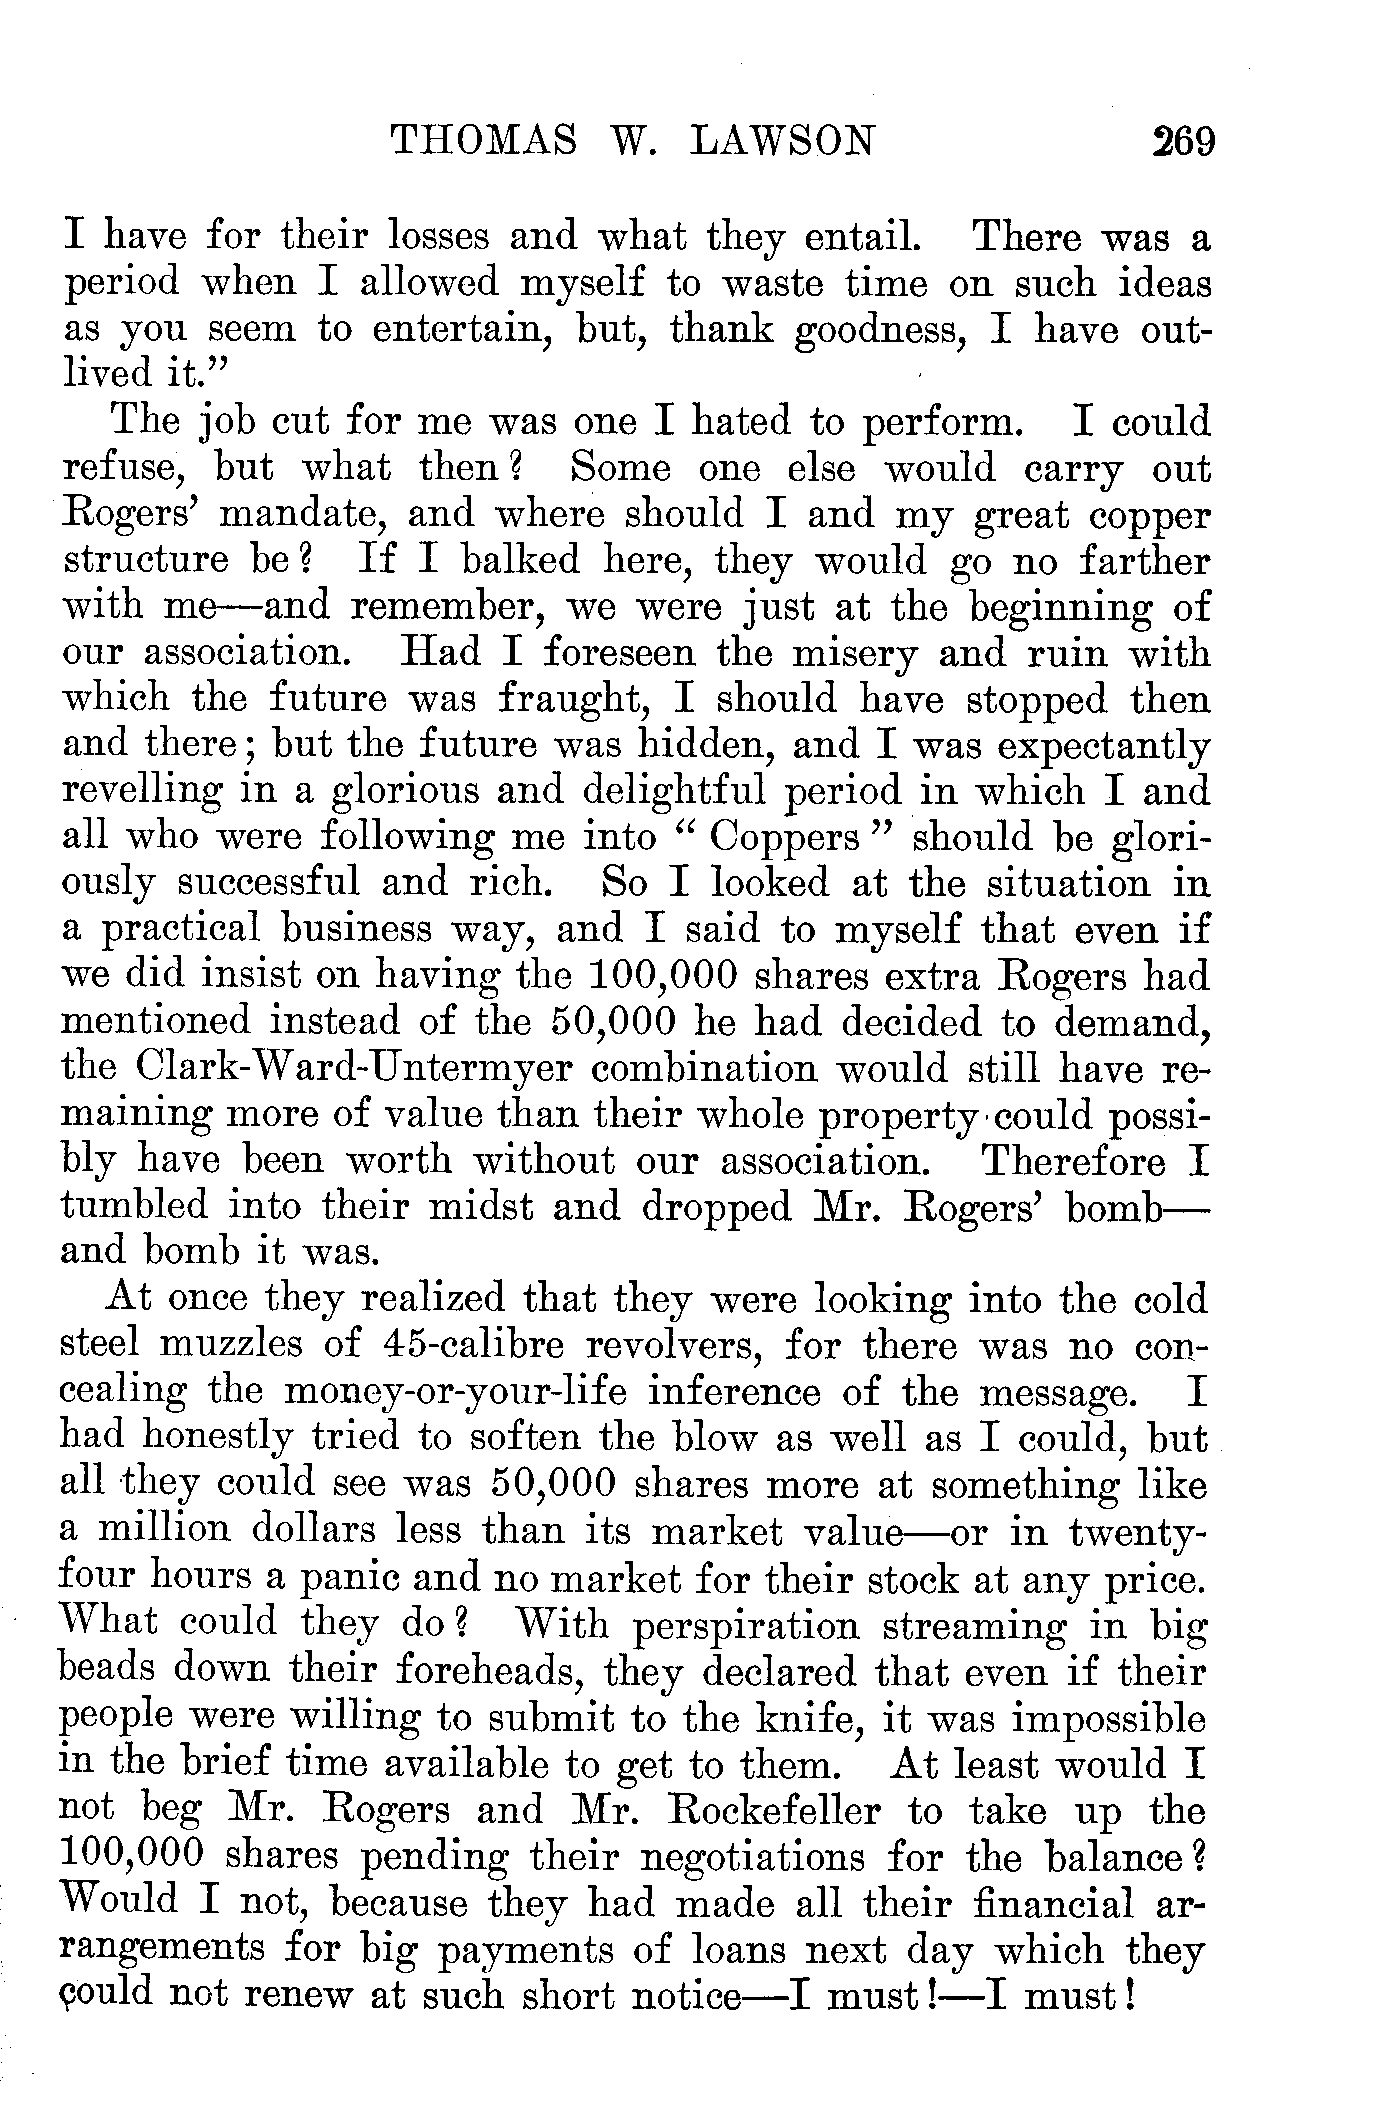 THOMAS W. LAWSON 269
I have for their losses and what they entail. There was a
period when I allowed myself to waste time on such ideas
as you seem to entertain, but, thank goodness, I have out-
lived it.”
The job cut for me was one I hated to perform. I could
refuse, but what then? Some one else would carry out
Rogers’ mandate, and where should I and my great copper
structure be? If I balked here, they would go no farther
with me—and remember, we were just at the beginning of
our association. Had I foreseen the misery and ruin with
which the future was fraught, I should have stopped then
and there; but the future was hidden, and I was expectantly
revelling in a glorious and delightful period in which I and
all who were following me into “Coppers” should be glori-
ously successful and rich. So I looked at the situation in
a practical business way, and I said to myself that even if
we did insist on having the 100,000 shares extra Rogers had
mentioned instead of the 50,000 he had decided to demand,
the Clark-Ward-Untermyer combination would still have re-
maining more of value than their whole property could possi-
bly have been worth without our association. Therefore I
tumbled into their midst and dropped Mr. Rogers’ bomb—
and bomb it was.
At once they realized that they were looking into the cold
steel muzzles of 45-calibre revolvers, for there was no con-
cealing the money-or-your-life inference of the message. I
had honestly tried to soften the blow as well as I could, but
all they could see was 50,000 shares more at something like
a million dollars less than its market value—or in twenty-
four hours a panic and no market for their stock at any price.
What could they do? With perspiration streaming in big
beads down their foreheads, they declared that even if their
people were willing to submit to the knife, it was impossible
in the brief time available to get to them. At least would I
not beg Mr. Rogers and Mr. Rockefeller to take up the
100,000 shares pending their negotiations for the balance?
Would I not, because they had made all their financial ar-
rangements for big payments of loans next day which they
could not renew at such short notice—I must!—I must!